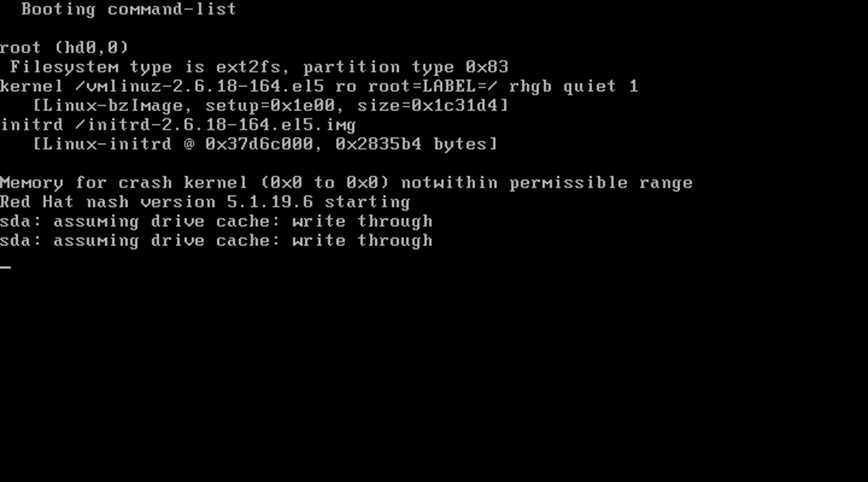 Booting command-list
root (hd0,0)
Filesystem type is ext2fs, partition type 0x83
kernel /vmlinuz-2.6.18-164.el5 ro root=LABEL=/ rhgb quiet 1
[Linux-bzImage, setup=0x1e00, size=0x1c31d4]
initrd /initrd-2.6.18-164.el5.img
[Linux-initrd @ 0x37d6c000, 0x2835b4 bytes]
Memory for crash kernel (0x0 to 0x0) notwithin permissible range
Red Hat nash version 5.1.19.6 starting
sda: assuming drive cache: write through
sda: assuming drive cache: write through